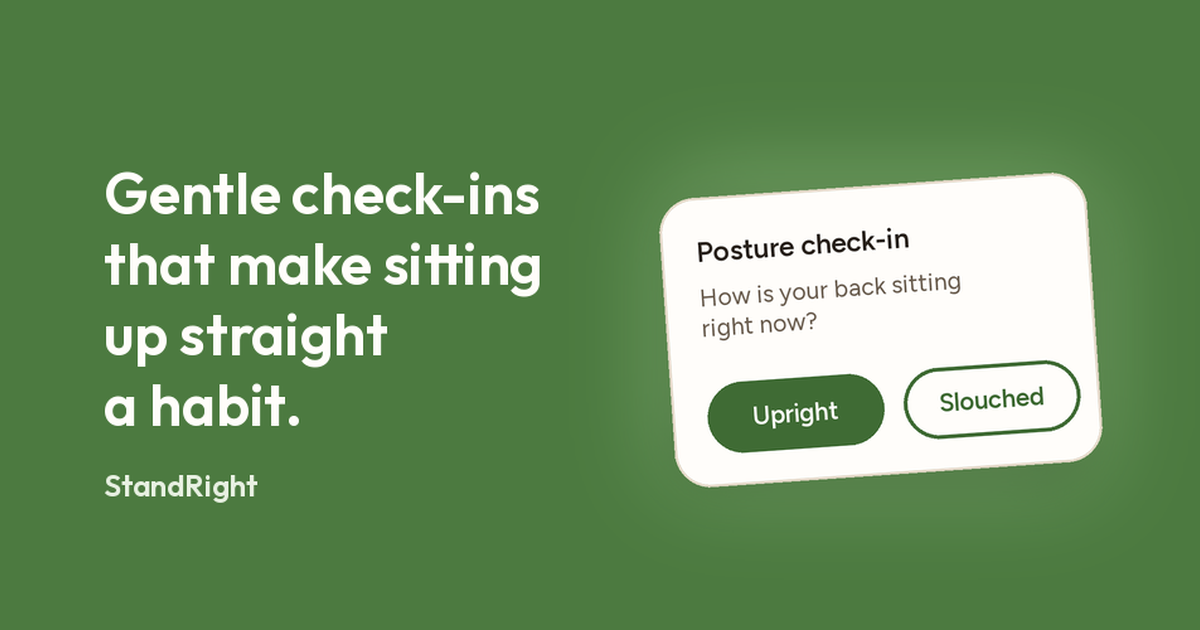 Gentle check-ins
that make sitting
up straight
a habit.
StandRight
Posture check-in
How is your back sitting
right now?
Upright
Slouched